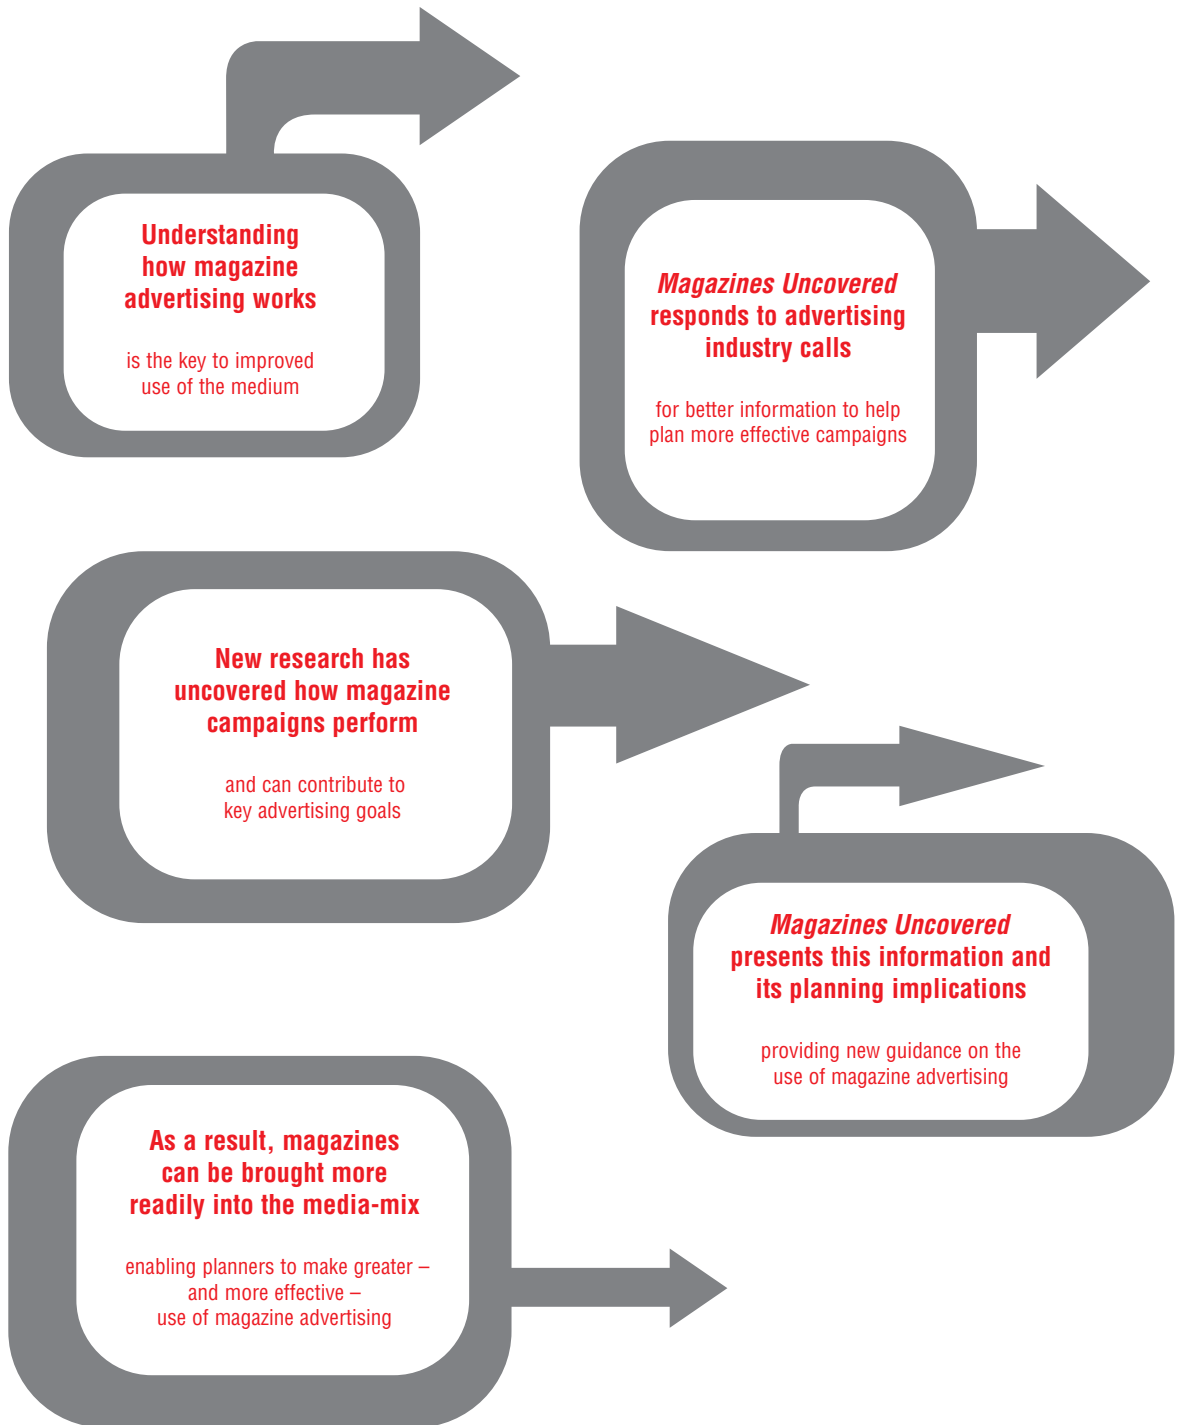 Understanding
how magazine
advertising works
is the key to improved
use of the medium
Magazines Uncovered
responds to advertising
industry calls
for better information to help
plan more effective campaigns
New research has
uncovered how magazine
campaigns perform
and can contribute to
key advertising goals
Magazines Uncovered
presents this information and
its planning implications
providing new guidance on the
use of magazine advertising
As a result, magazines
can be brought more
readily into the media-mix
enabling planners to make greater –
and more effective –
use of magazine advertising